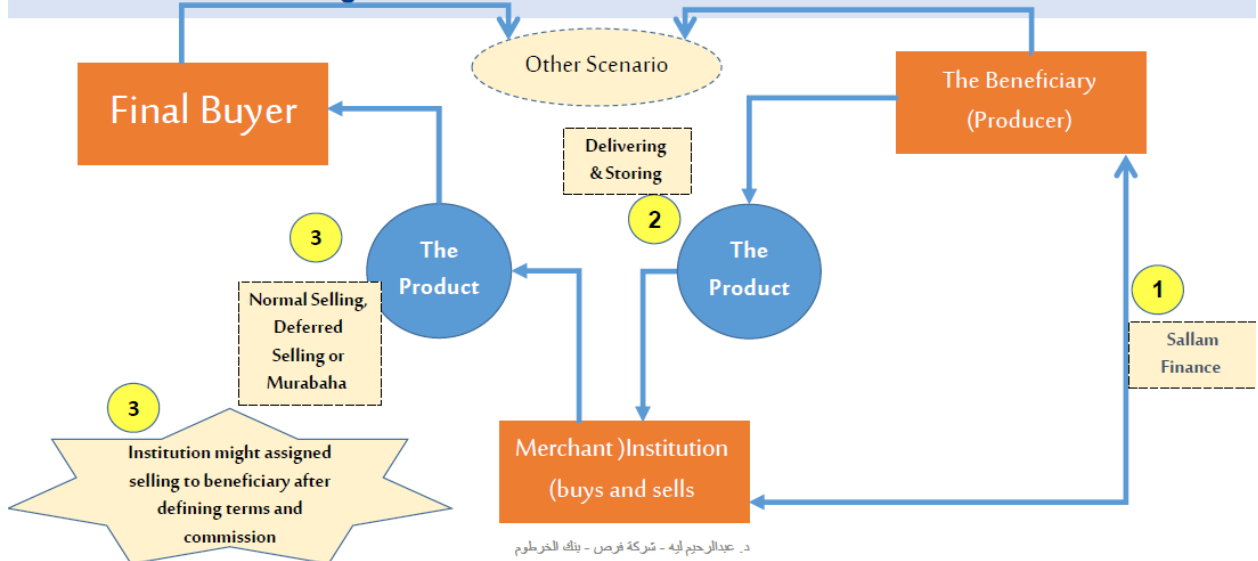 Other Scenario
Final Buyer
The Beneficiary
(Producer)
Delivering
& Storing
2
3
The
Product
The
Product
1
Sallam
Finance
Normal Selling,
Deferred
Selling or
Murabaha
3
Institution might assigned
selling to beneficiary after
defining terms and
commission
Merchant )Institution
(buys and sells
د. عبدالرحيم ليه - شركة فرص - بنك الخرطوم